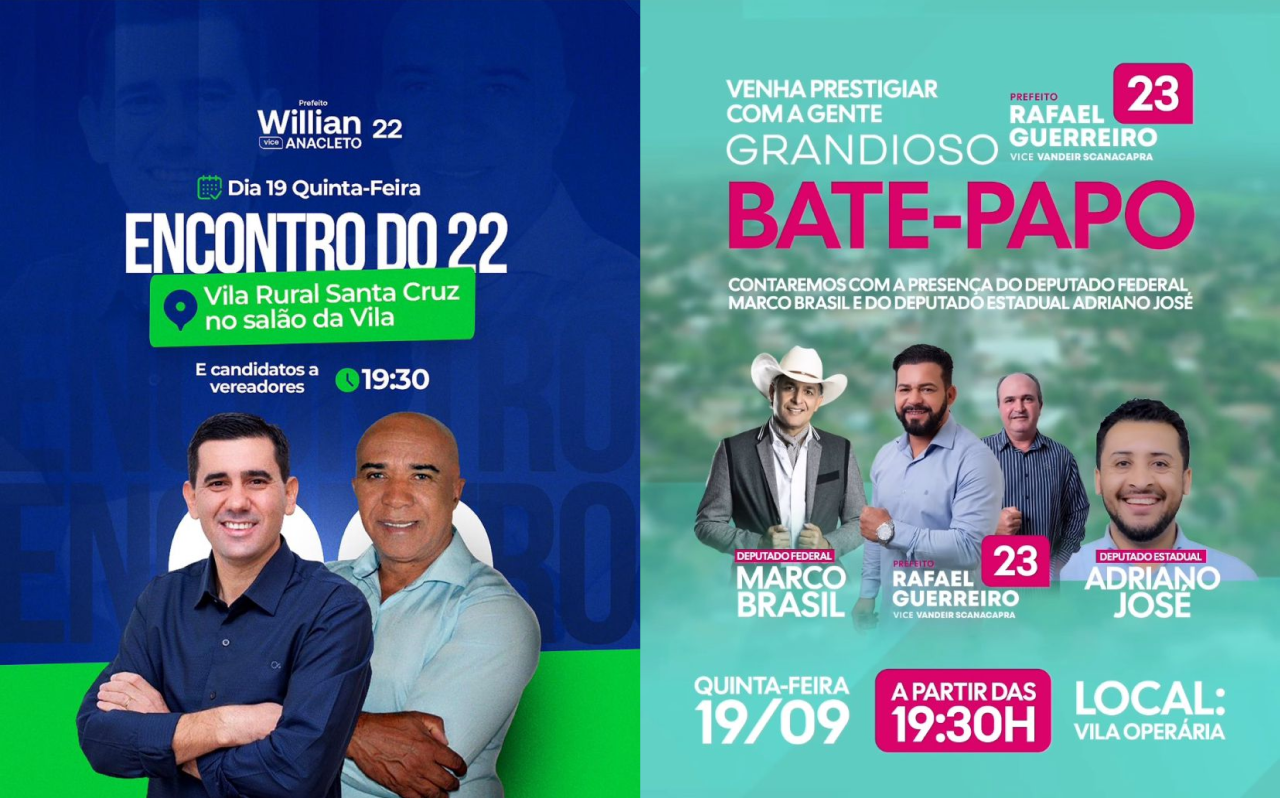 Prefeito
Willian
vice ANACLETO
22
Dia 19 Quinta-Feira
ENCONTRO DO 22
Vila Rural Santa Cruz
no salão da Vila
E candidatos a
vereadores
19:30
ENCONTRO
ENCONTRO
VENHA PRESTIGIAR
COM A GENTE
GRANDIOSO
PREFEITO
RAFAEL
GUERREIRO
VICE VANDEIR SCANACAPRA
23
BATE-PAPO
CONTAREMOS COM A PRESENÇA DO DEPUTADO FEDERAL
MARCO BRASIL E DO DEPUTADO ESTADUAL ADRIANO JOSÉ
DEPUTADO FEDERAL
MARCO
BRASIL
PREFEITO
RAFAEL
GUERREIRO
VICE VANDEIR SCANACAPRA
23
DEPUTADO ESTADUAL
ADRIANO
JOSÉ
QUINTA-FEIRA
19/09
A PARTIR DAS
19:30H
LOCAL:
VILA OPERÁRIA